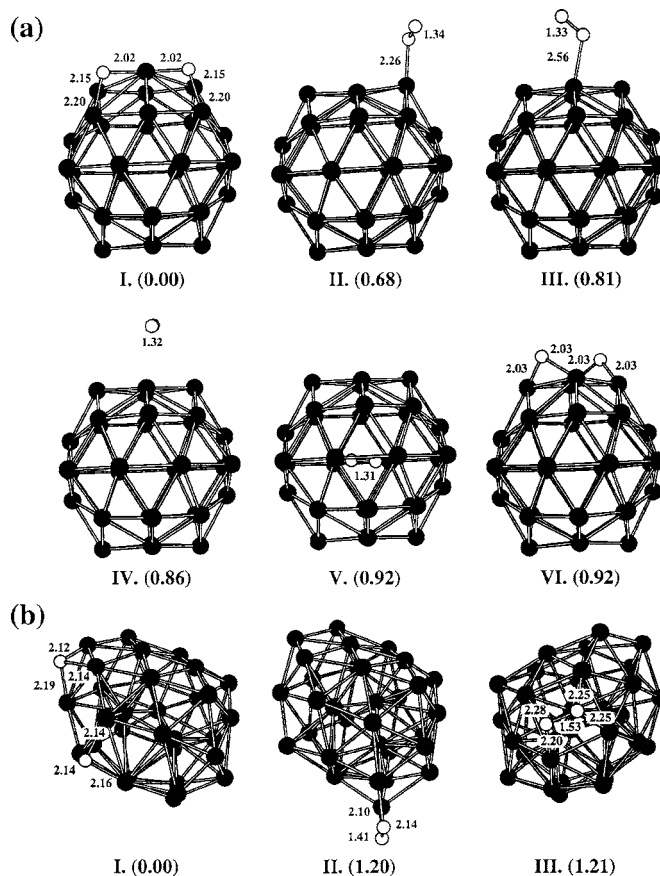 (a)
2.02 2.02
2.15 2.15
2.20 2.20
I. (0.00)
1.34
2.26
II. (0.68)
1.33
2.56
III. (0.81)
1.32
IV. (0.86)
1.31
V. (0.92)
2.03
2.03 2.03 2.03
VI. (0.92)
(b)
2.12
2.14
2.19
2.14
2.14
2.16
I. (0.00)
2.10
2.14
1.41
II. (1.20)
2.25
2.28
1.53 2.25
2.20
III. (1.21)